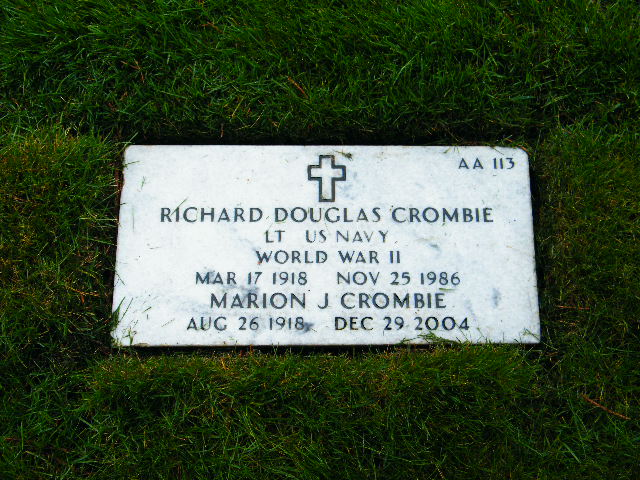 AA 113
RICHARD DOUGLAS CROMBIE
LT US NAVY
WORLD WAR II
MAR 17 1918 NOV 25 1986
MARION J CROMBIE
AUG 26 1918 DEC 29 2004